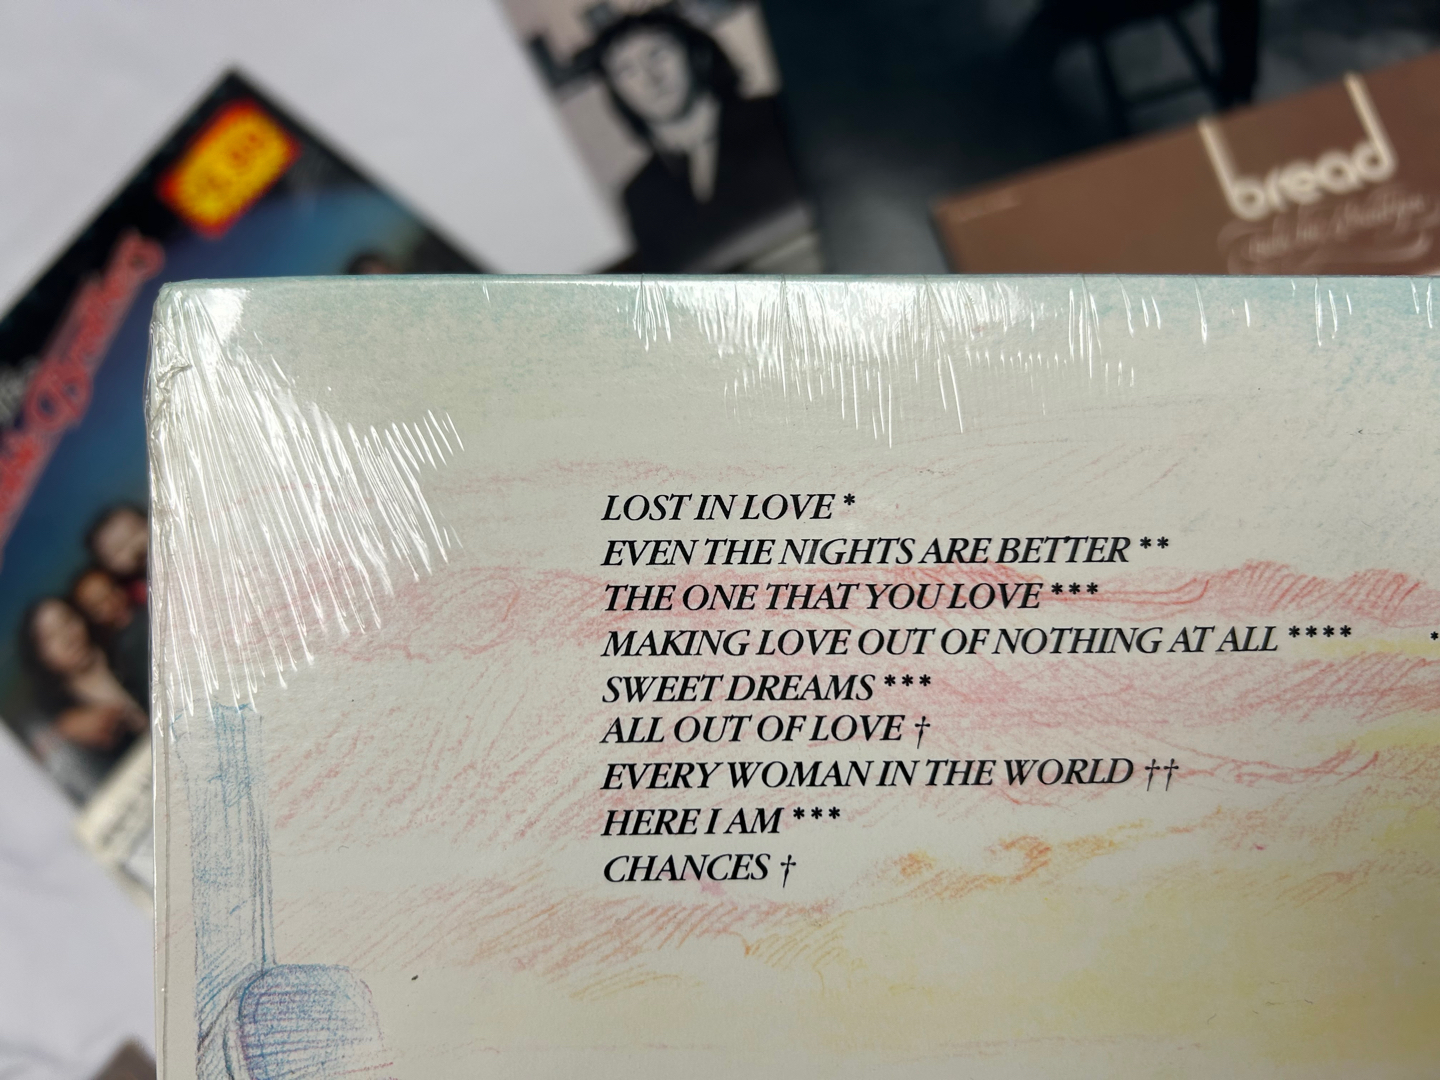 bread
LOST IN LOVE *
EVEN THE NIGHTS ARE BETTER **
THE ONE THAT YOU LOVE ***
MAKING LOVE OUT OF NOTHING AT ALL **** *
SWEET DREAMS ***
ALL OUT OF LOVE †
EVERY WOMAN IN THE WORLD ††
HERE I AM ***
CHANCES †